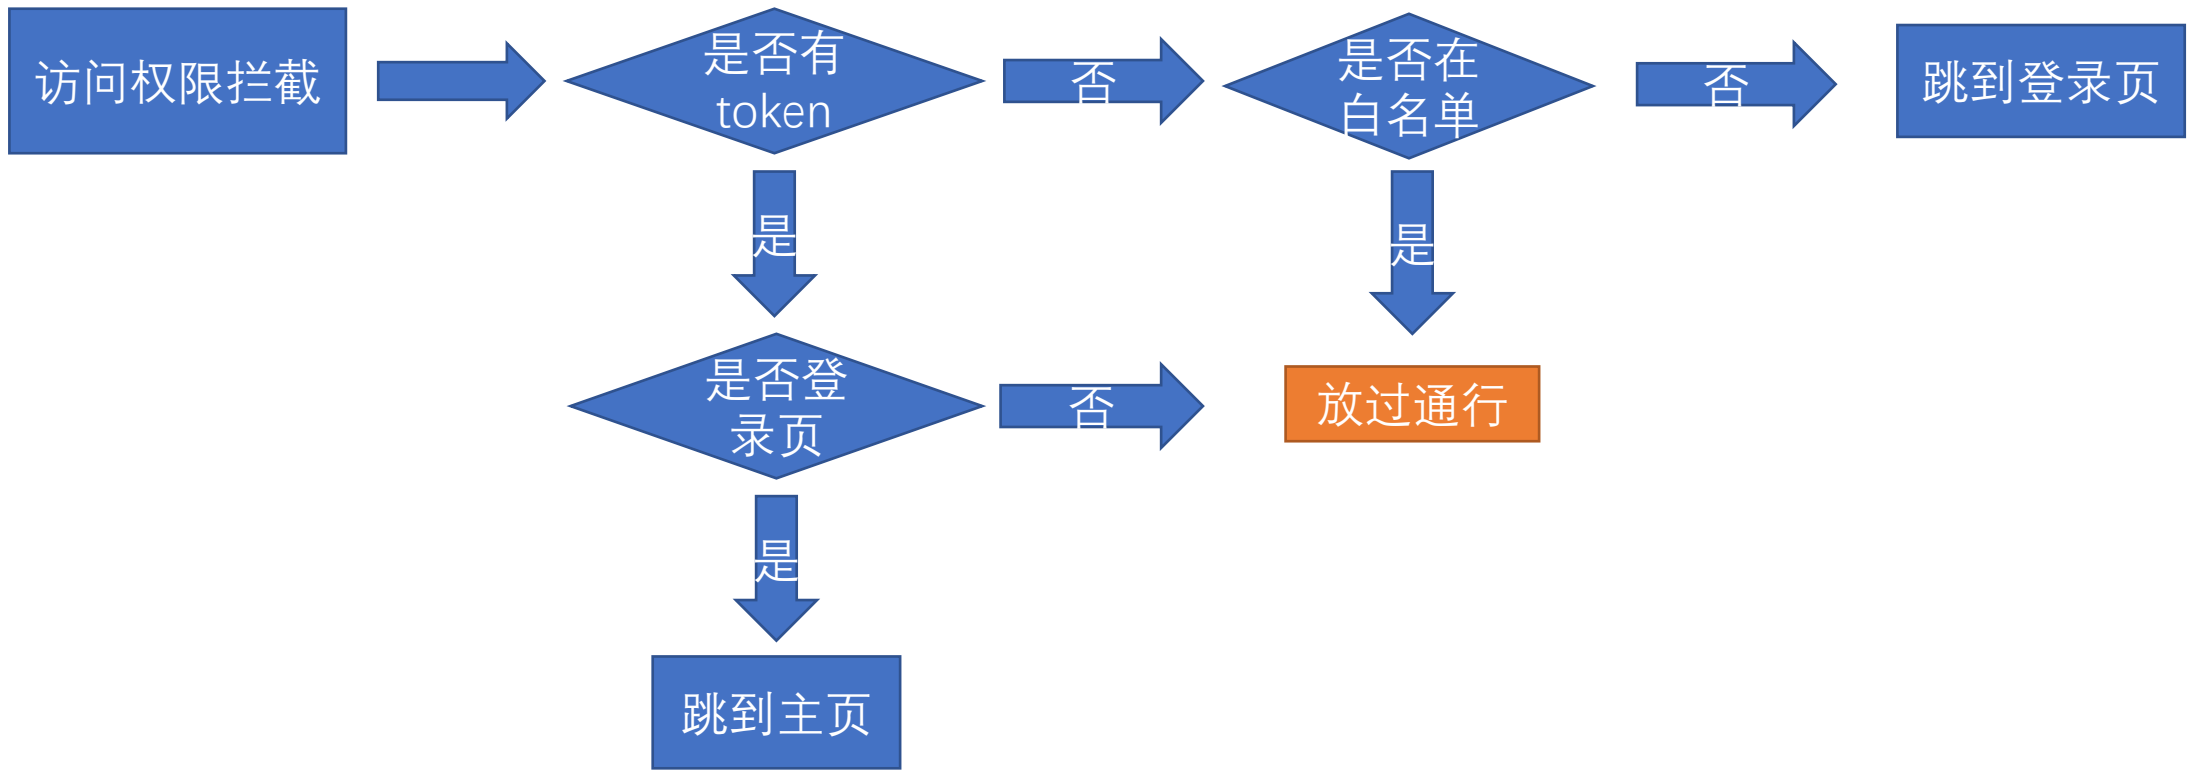 访问权限拦截
是否有
token
否
是否在
白名单
否
跳到登录页
是
是
是否登
录页
否
放过通行
是
跳到主页